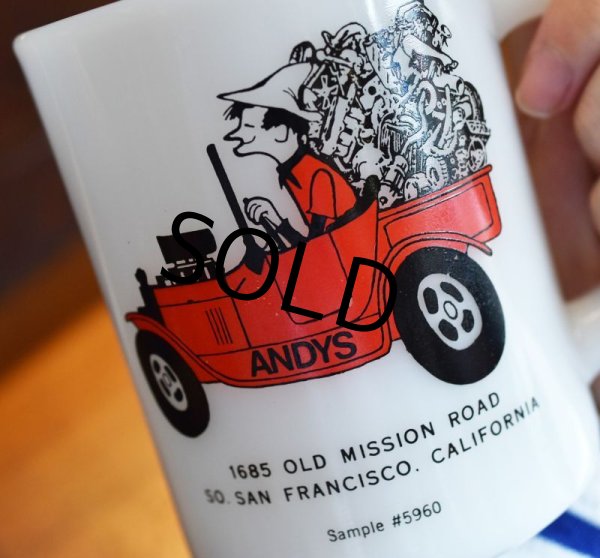 SOLD
ANDYS
1685 OLD MISSION ROAD
SO. SAN FRANCISCO. CALIFORNIA
Sample #5960